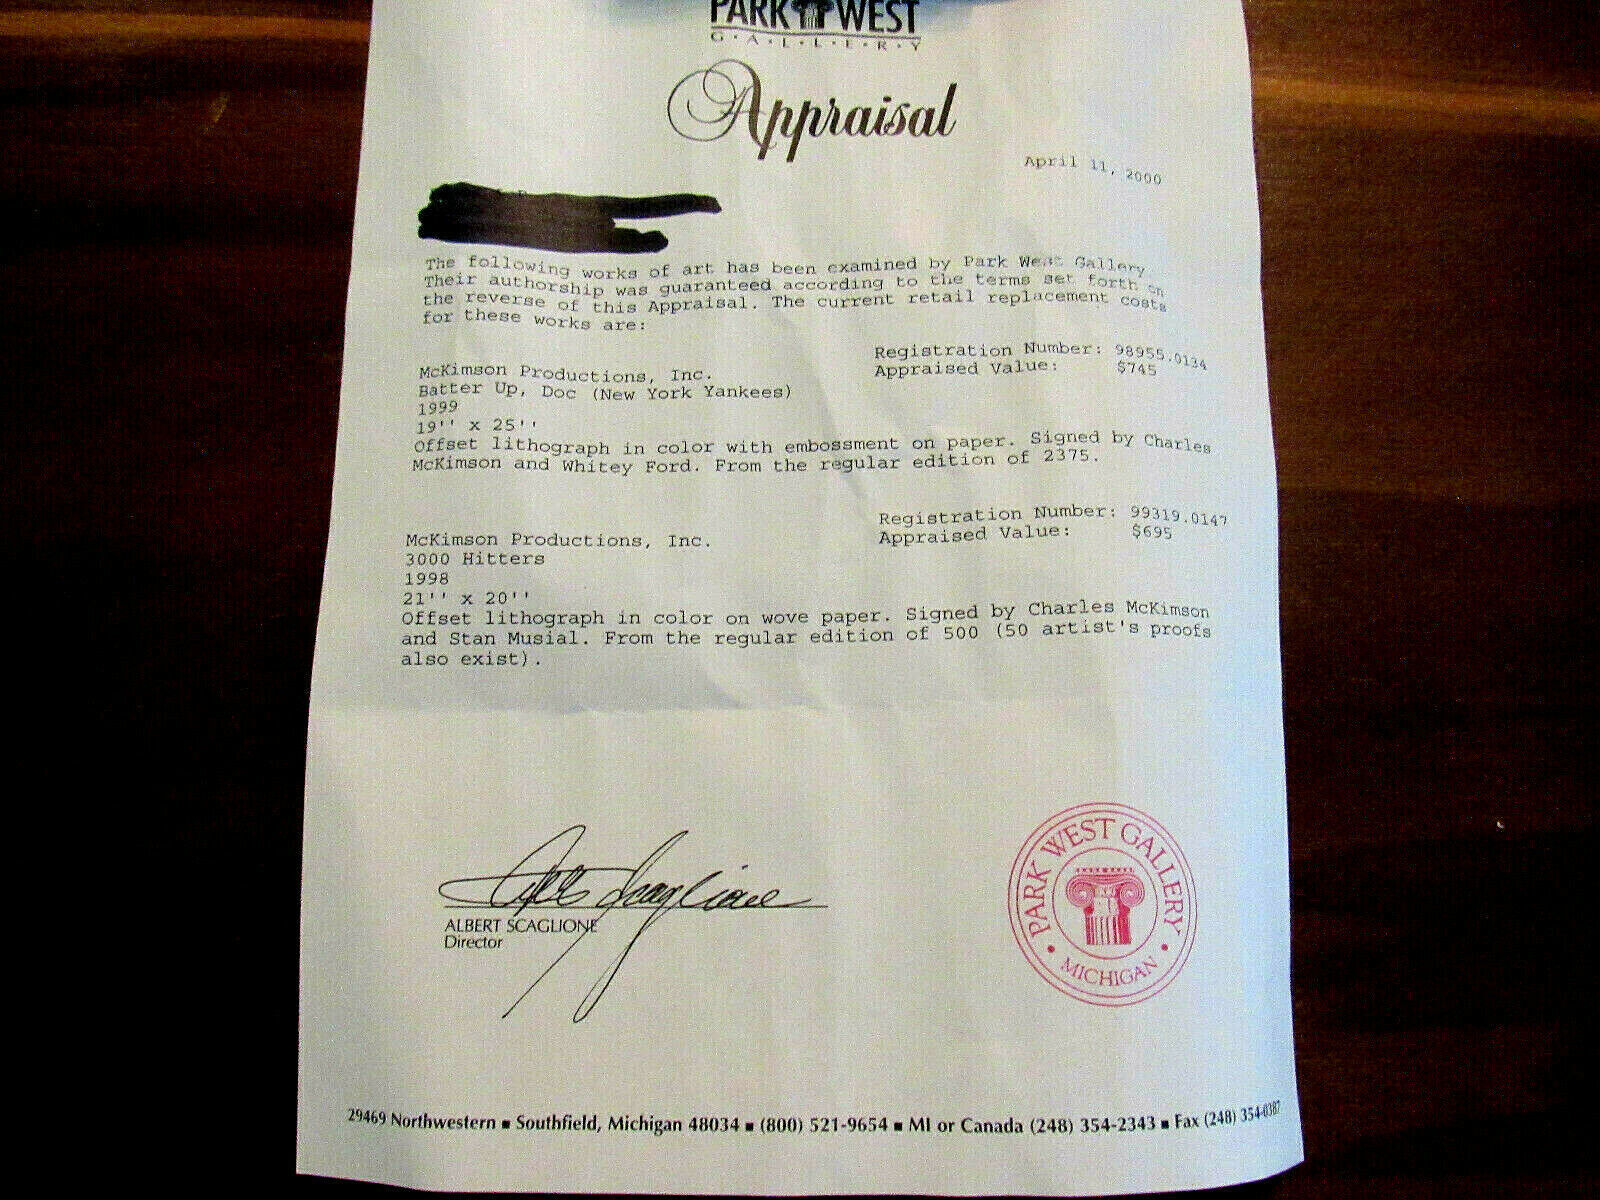 PARK WEST
G·A·L·L·E·R·Y
Appraisal
April 11, 2000
The following works of art has been examined by Park West Gallery
Their authorship was guaranteed according to the terms set forth on
the reverse of this Appraisal. The current retail replacement costs
for these works are:
Registration Number: 98955.0134
Appraised Value: $745
McKimson Productions, Inc.
Batter Up, Doc (New York Yankees)
1999
19'' x 25''
Offset lithograph in color with embossment on paper. Signed by Charles
McKimson and Whitey Ford. From the regular edition of 2375.
Registration Number: 99319.0147
Appraised Value: $695
McKimson Productions, Inc.
3000 Hitters
1998
21'' x 20''
Offset lithograph in color on wove paper. Signed by Charles McKimson
and Stan Musial. From the regular edition of 500 (50 artist's proofs
also exist).
Albert Scaglione
ALBERT SCAGLIONE
Director
PARK WEST GALLERY
• MICHIGAN •
29469 Northwestern ■ Southfield, Michigan 48034 ■ (800) 521-9654 ■ MI or Canada (248) 354-2343 ■ Fax (248) 354-0387